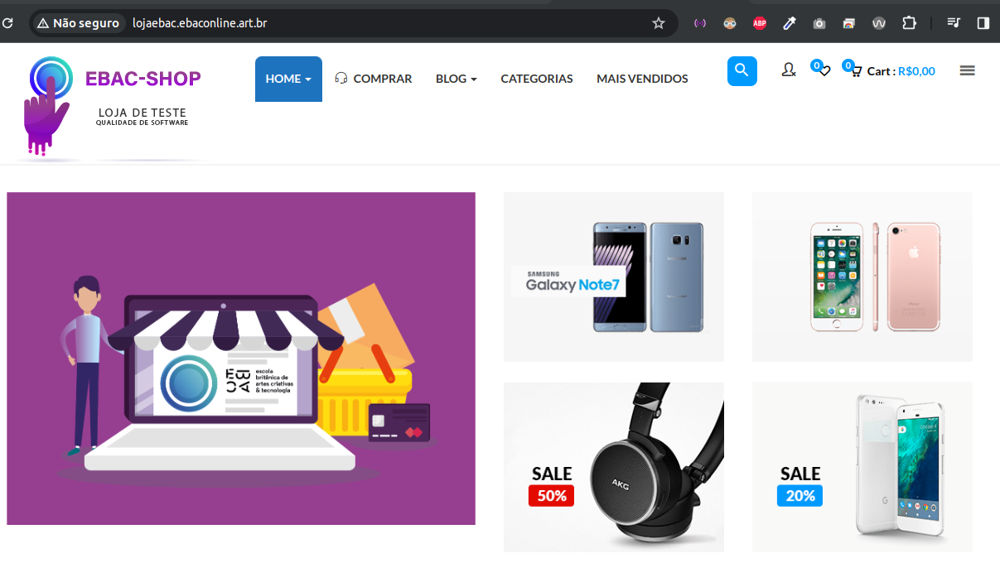 Não seguro
lojaebac.ebaconline.art.br
ABP
EBAC-SHOP
LOJA DE TESTE
QUALIDADE DE SOFTWARE
HOME
COMPRAR
BLOG
CATEGORIAS
MAIS VENDIDOS
0
0
Cart : R$0,00
EBAC
escola
britânica de
artes criativas
& tecnologia
SAMSUNG
Galaxy Note7
SAMSUNG
SALE
50%
AKG
SALE
20%
G